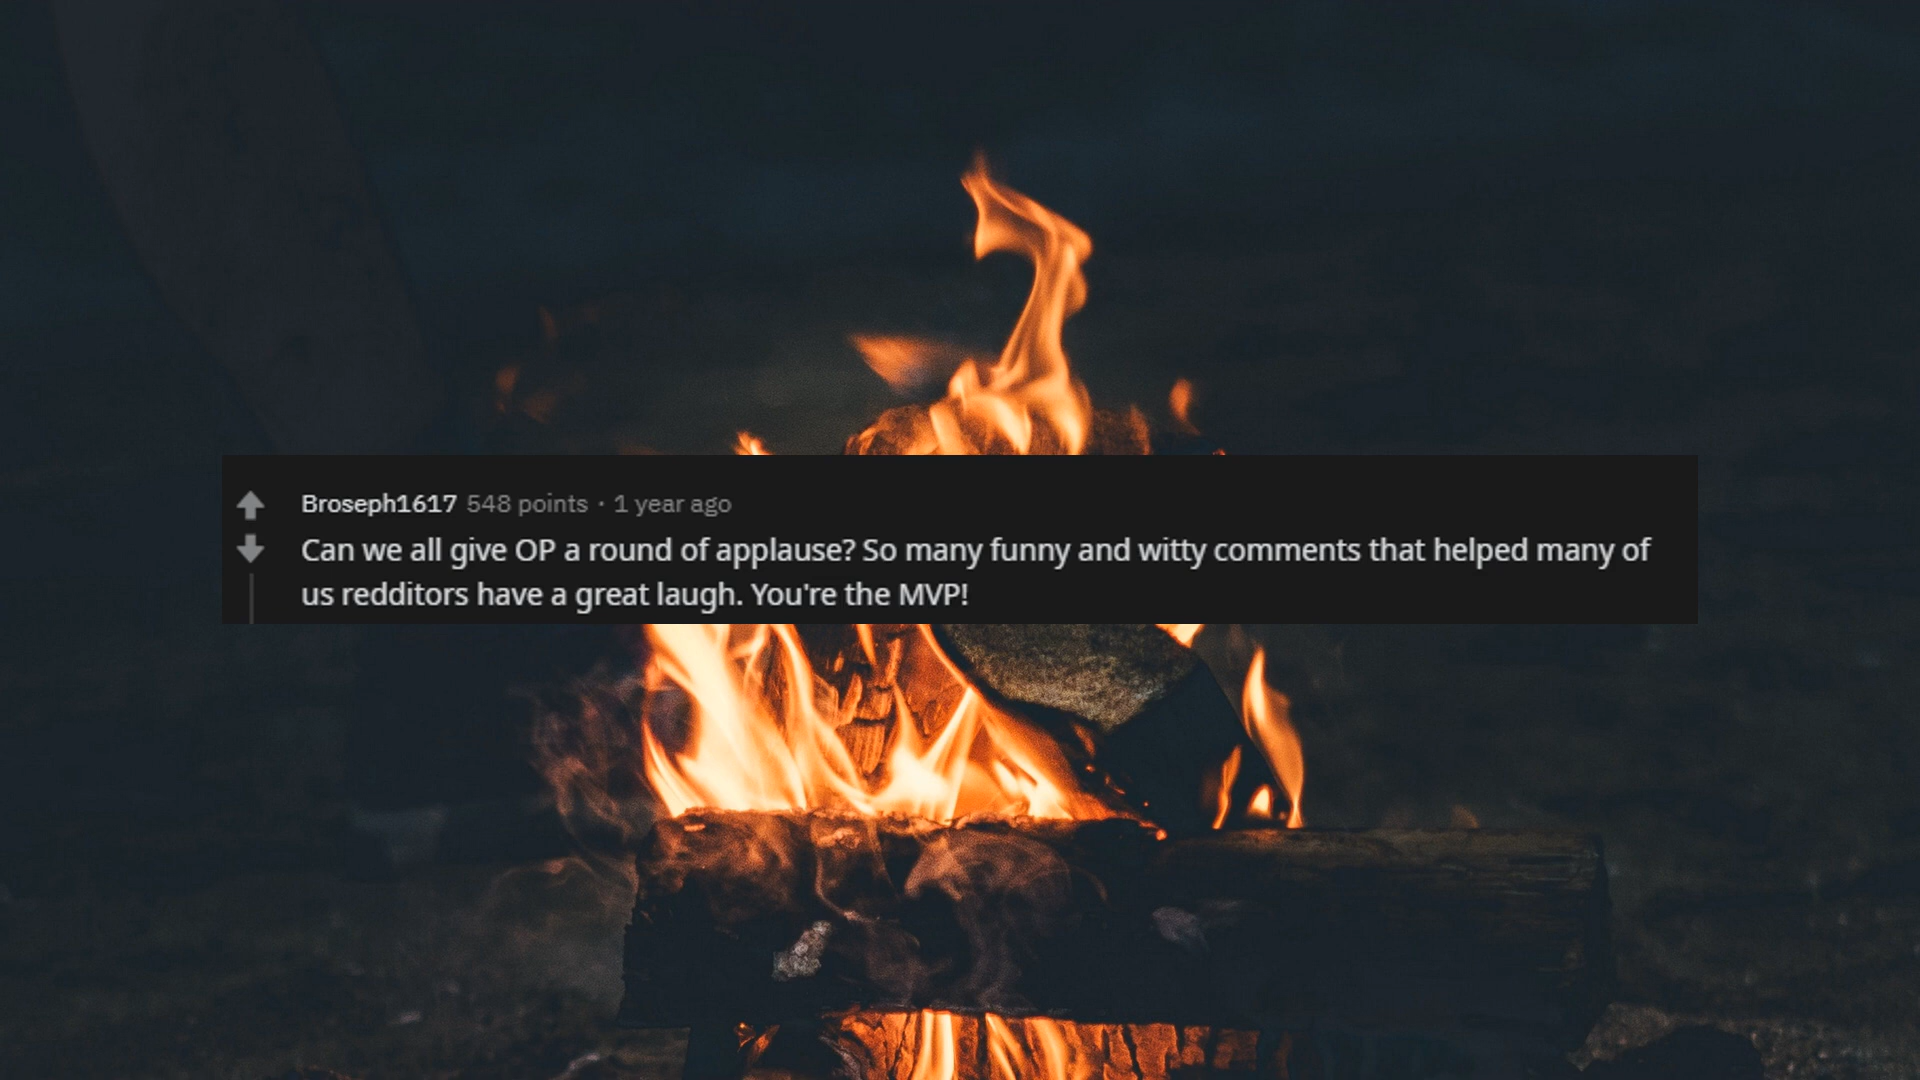 Broseph1617 548 points · 1 year ago
Can we all give OP a round of applause? So many funny and witty comments that helped many of
us redditors have a great laugh. You're the MVP!